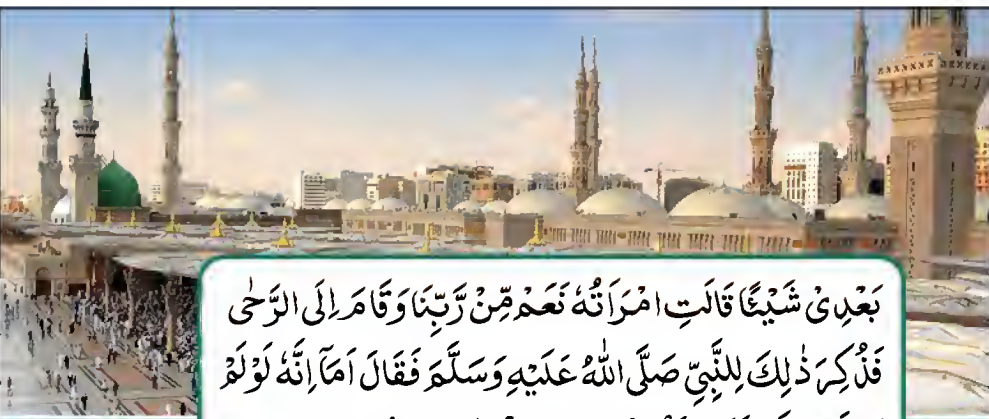 بَعْدِىْ شَيْئًا قَالَتِ امْرَاَتُهٗ نَعَمْ مِّنْ رَّبِّنَا وَقَامَ اِلَى الرَّحٰى
فَذُكِرَ ذٰلِكَ لِلنَّبِيِّ صَلَّى اللّٰهُ عَلَيْهِ وَسَلَّمَ فَقَالَ اَمَآ اِنَّهٗ لَوْلَمْ